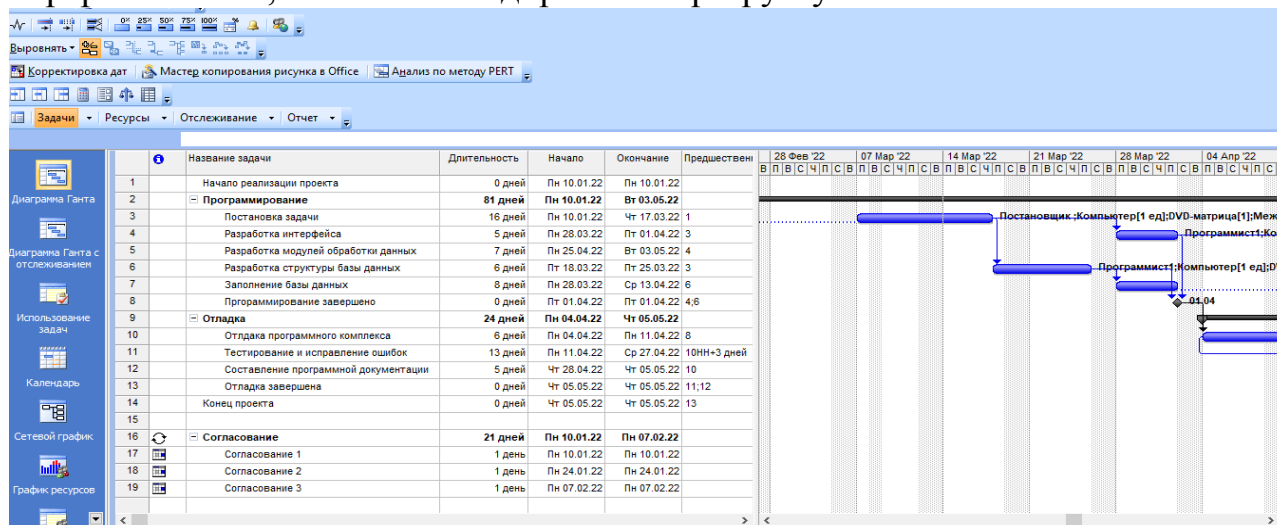 0% 25% 50% 75% 100%
Выровнять
Корректировка дат Мастер копирования рисунка в Office Анализ по методу PERT
Задачи Ресурсы Отслеживание Отчет
Название задачи Длительность Начало Окончание Предшествен 28 Фев '22 07 Мар '22 14 Мар '22 21 Мар '22 28 Мар '22 04 Апр '22
В П В С Ч П С В П В С Ч П С В П В С Ч П С В П В С Ч П С В П В С Ч П С В П В С Ч П С
1 Начало реализации проекта 0 дней Пн 10.01.22 Пн 10.01.22
2 Программирование 81 дней Пн 10.01.22 Вт 03.05.22
3 Постановка задачи 16 дней Пн 10.01.22 Чт 17.03.22 1 Постановщик ;Компьютер[1 ед];DVD-матрица[1];Меж
4 Разработка интерфейса 5 дней Пн 28.03.22 Пт 01.04.22 3 Программист1;Ко
5 Разработка модулей обработки данных 7 дней Пн 25.04.22 Вт 03.05.22 4
6 Разработка структуры базы данных 6 дней Пт 18.03.22 Пт 25.03.22 3 Программист1;Компьютер[1 ед];D
7 Заполнение базы данных 8 дней Пн 28.03.22 Ср 13.04.22 6
8 Пргораммирование завершено 0 дней Пт 01.04.22 Пт 01.04.22 4;6 01.04
9 Отладка 24 дней Пн 04.04.22 Чт 05.05.22
10 Отлдака программного комплекса 6 дней Пн 04.04.22 Пн 11.04.22 8
11 Тестирование и исправление ошибок 13 дней Пн 11.04.22 Ср 27.04.22 10НН+3 дней
12 Составление программной документации 5 дней Чт 28.04.22 Чт 05.05.22 10
13 Отладка завершена 0 дней Чт 05.05.22 Чт 05.05.22 11;12
14 Конец проекта 0 дней Чт 05.05.22 Чт 05.05.22 13
15
16 Согласование 21 дней Пн 10.01.22 Пн 07.02.22
17 Согласование 1 1 день Пн 10.01.22 Пн 10.01.22
18 Согласование 2 1 день Пн 24.01.22 Пн 24.01.22
19 Согласование 3 1 день Пн 07.02.22 Пн 07.02.22
Диаграмма Ганта
Диаграмма Ганта с
отслеживанием
Использование
задач
Календарь
Сетевой график
График ресурсов